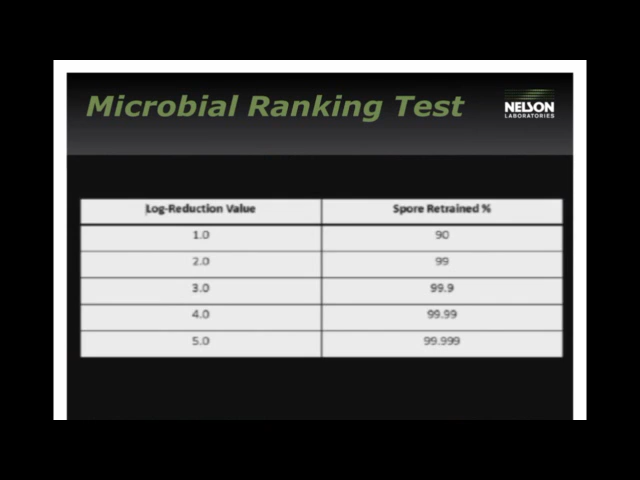 Microbial Ranking Test
NELSON
LABORATORIES
Log-Reduction Value Spore Retrained %
1.0 90
2.0 99
3.0 99.9
4.0 99.99
5.0 99.999